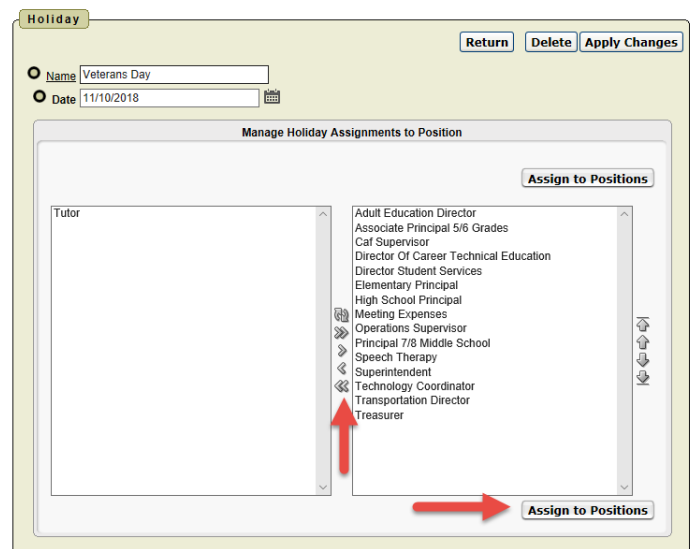 Holiday
Return Delete Apply Changes
Name Veterans Day
Date 11/10/2018
Manage Holiday Assignments to Position
Assign to Positions
Tutor
Adult Education Director
Associate Principal 5/6 Grades
Caf Supervisor
Director Of Career Technical Education
Director Student Services
Elementary Principal
High School Principal
Meeting Expenses
Operations Supervisor
Principal 7/8 Middle School
Speech Therapy
Superintendent
Technology Coordinator
Transportation Director
Treasurer
Assign to Positions